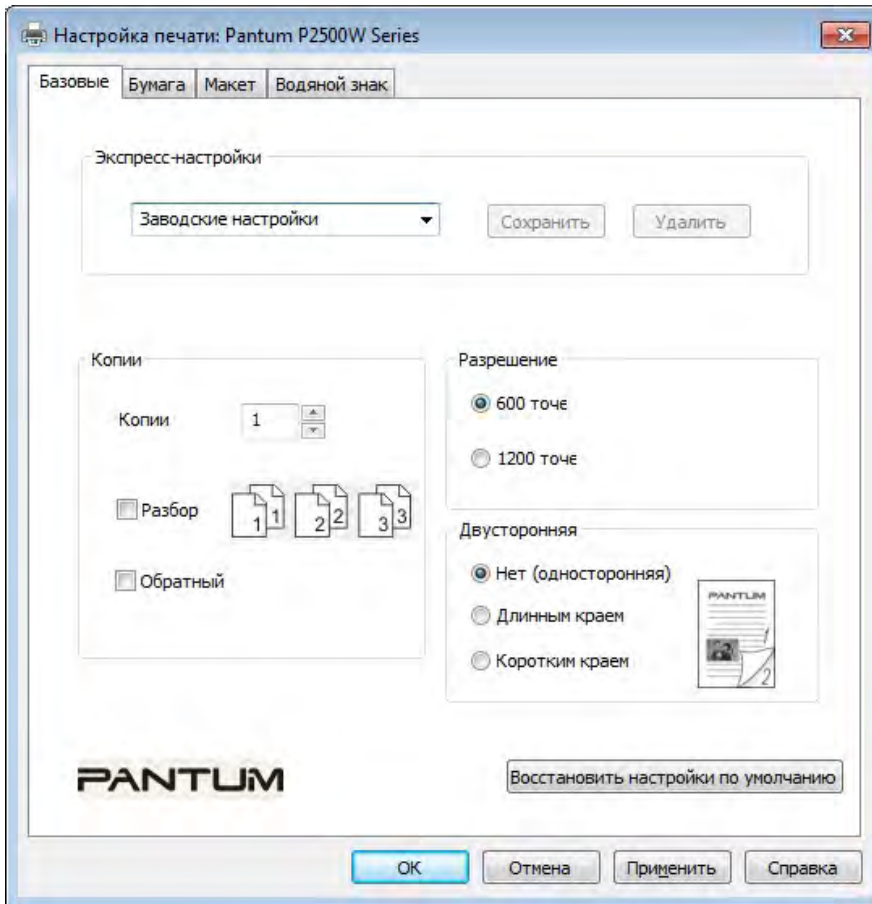 Настройка печати: Pantum P2500W Series
Базовые Бумага Макет Водяной знак
Экспресс-настройки
Заводские настройки Сохранить Удалить
Копии
Копии 1
Разбор 1 1 2 2 3 3
Обратный
Разрешение
600 точе
1200 точе
Двусторонняя
Нет (односторонняя)
Длинным краем
Коротким краем
PANTUM
1
2
PANTUM
Восстановить настройки по умолчанию
OK Отмена Применить Справка